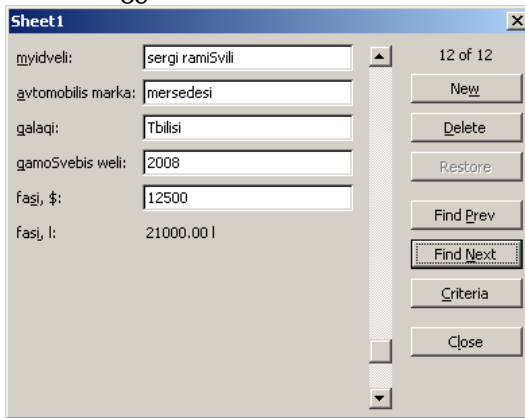 Sheet1
myidveli: sergi ramiSvili
avtomobilis marka: mersedesi
galaqi: Tbilisi
gamoSvebis weli: 2008
fasi, $: 12500
fasi, l: 21000.00 l
12 of 12
New
Delete
Restore
Find Prev
Find Next
Criteria
Close